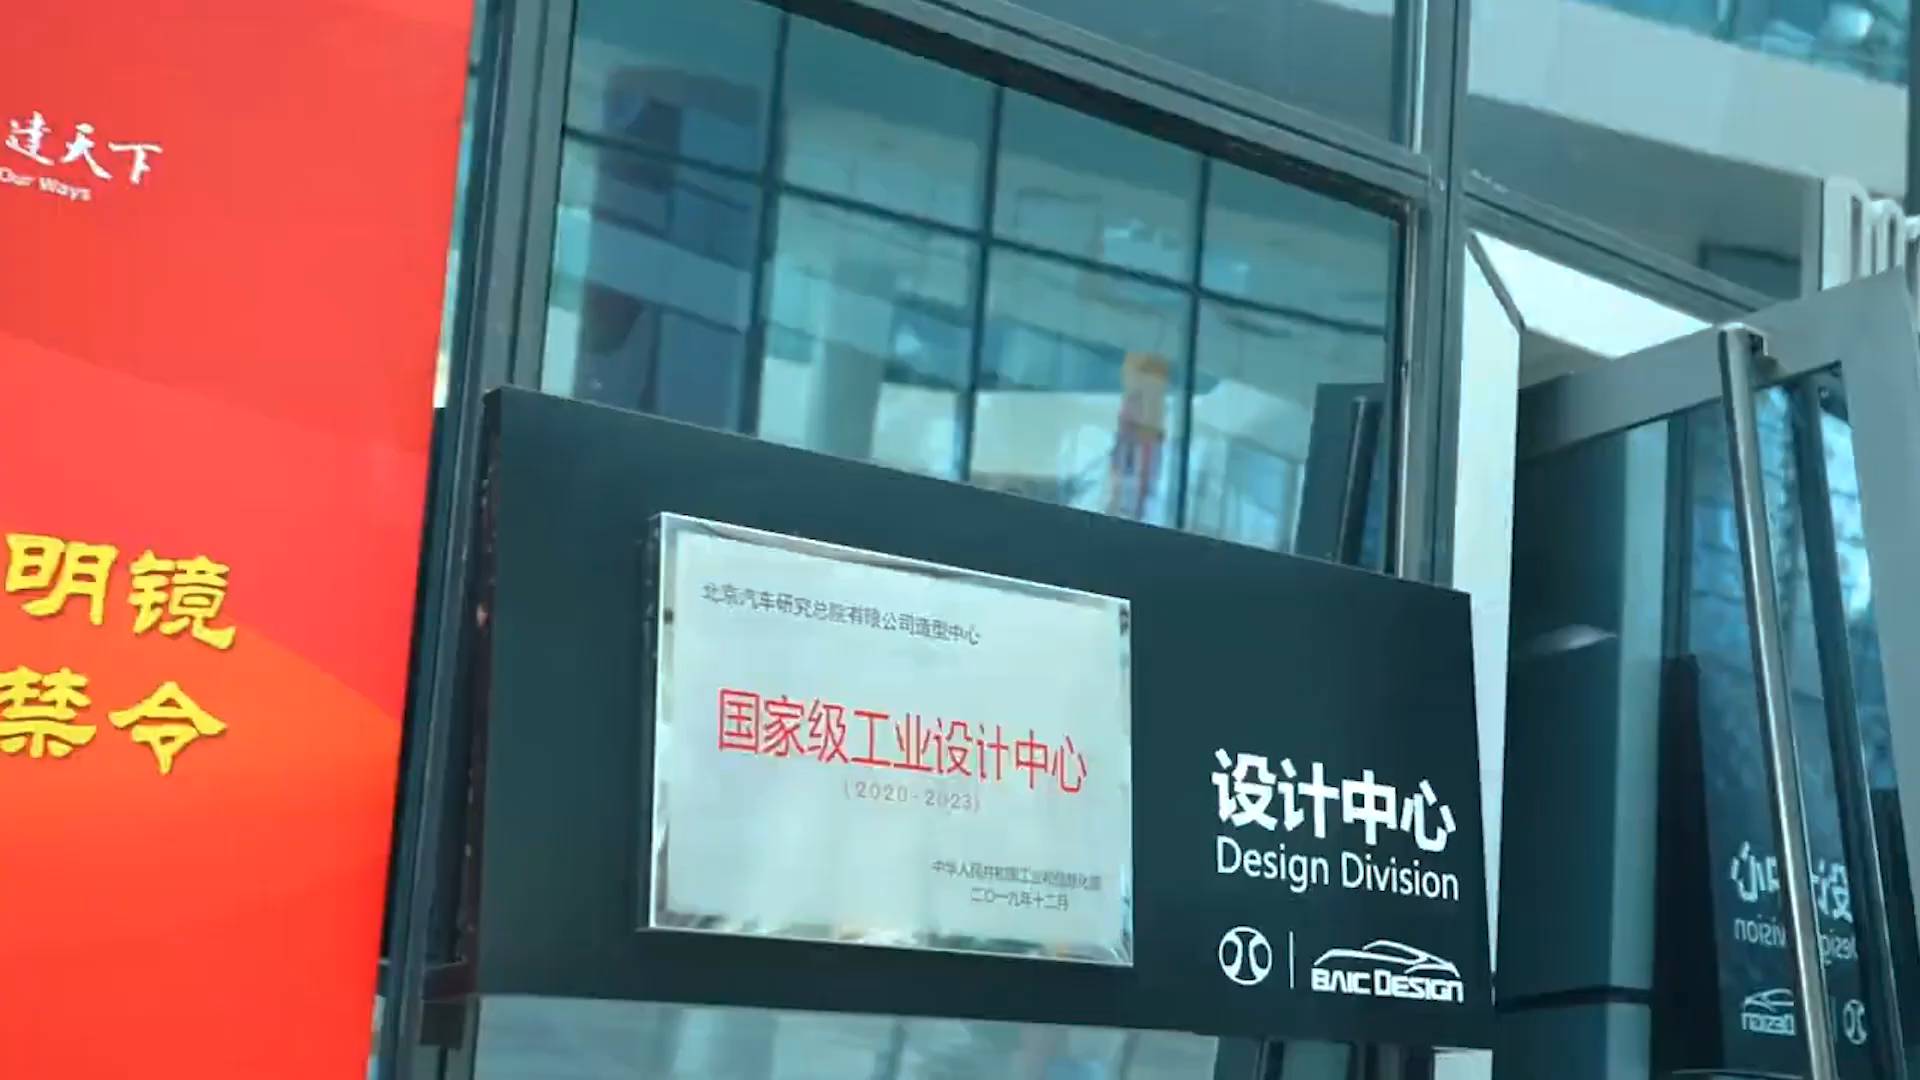 達天下
Our Ways
明镜
禁令
北京汽车研究总院有限公司造型中心
国家级工业设计中心
(2020-2023)
中华人民共和国工业和信息化部
二〇一九年十二月
设计中心
Design Division
BAIC DESIGN